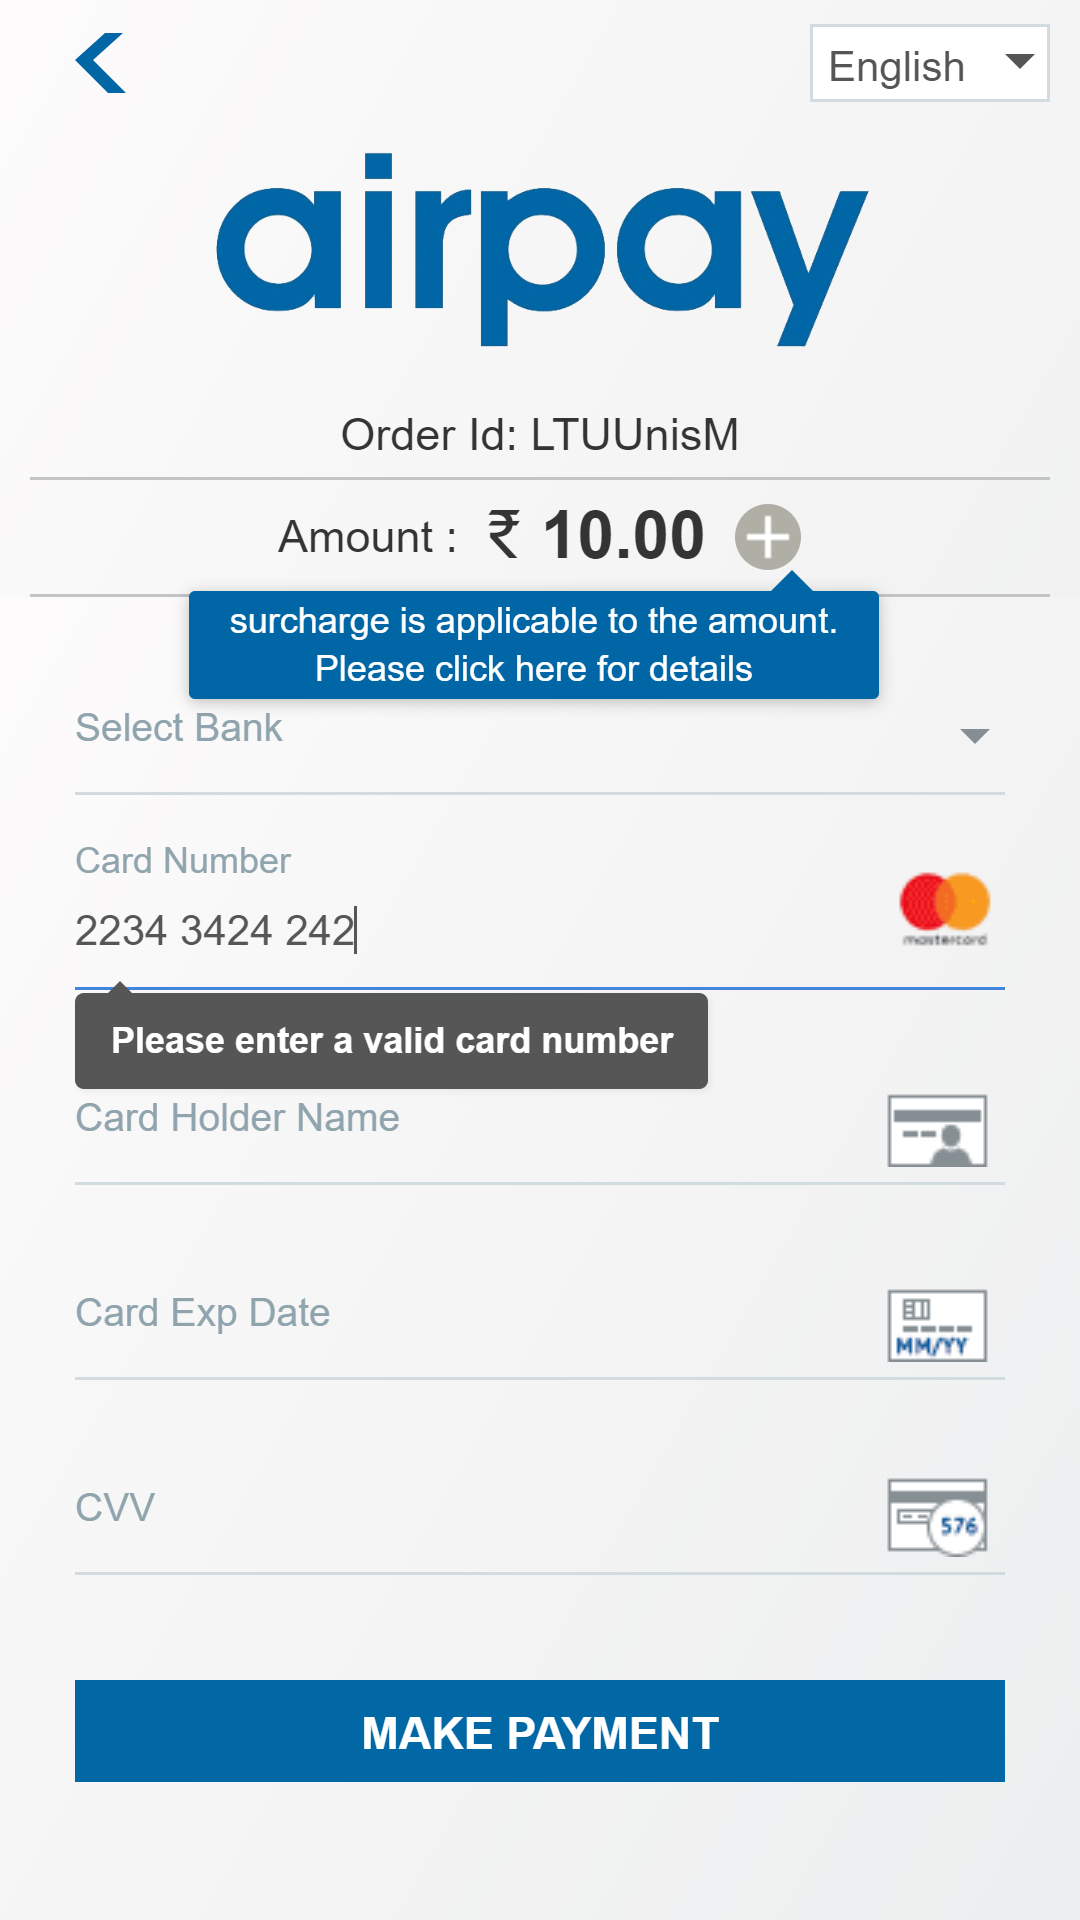 English
airpay
Order Id: LTUUnisM
Amount : ₹ 10.00
surcharge is applicable to the amount.
Please click here for details
Select Bank
Card Number
2234 3424 242
mastercard
Please enter a valid card number
Card Holder Name
Card Exp Date
MM/YY
CVV
576
MAKE PAYMENT